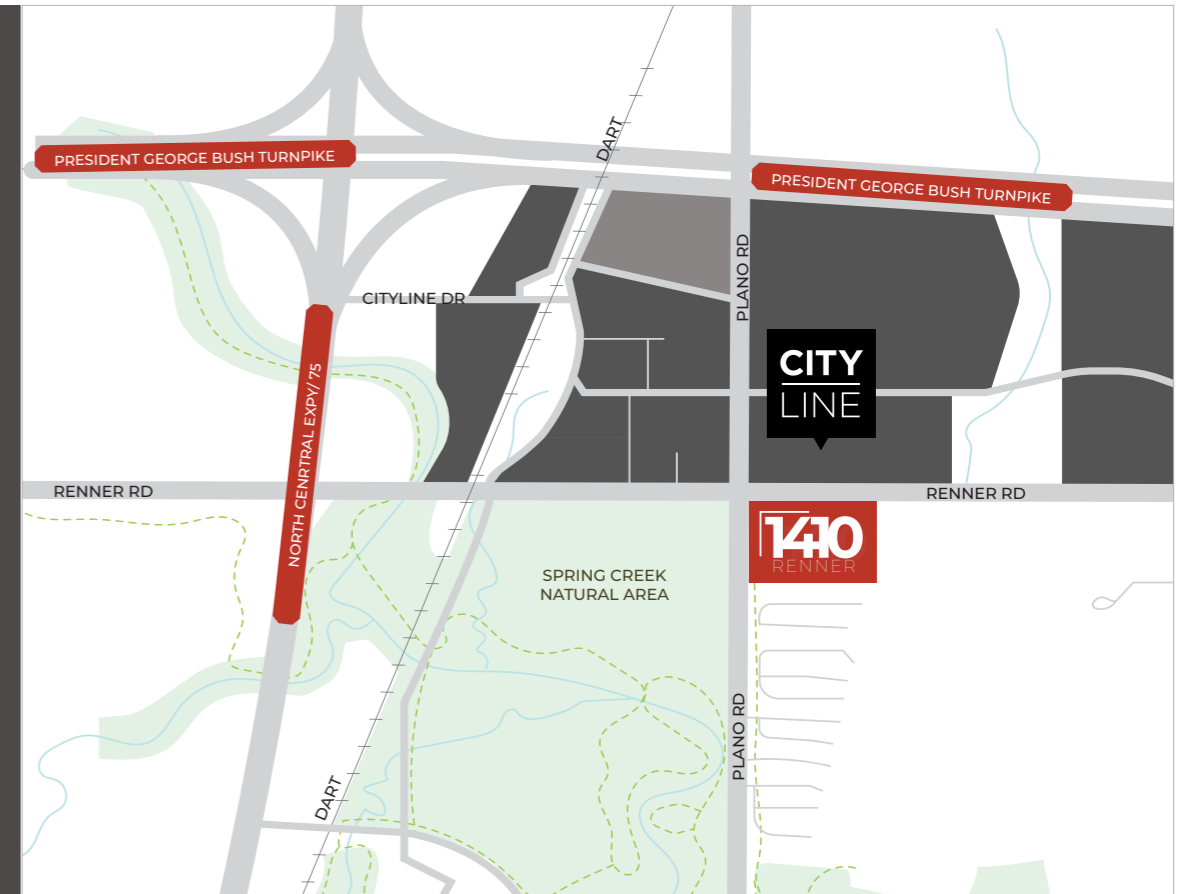 DART
PRESIDENT GEORGE BUSH TURNPIKE
PRESIDENT GEORGE BUSH TURNPIKE
PLANO RD
CITYLINE DR
CITY
LINE
NORTH CENRTRAL EXPY/ 75
RENNER RD
RENNER RD
1410
RENNER
SPRING CREEK
NATURAL AREA
PLANO RD
DART